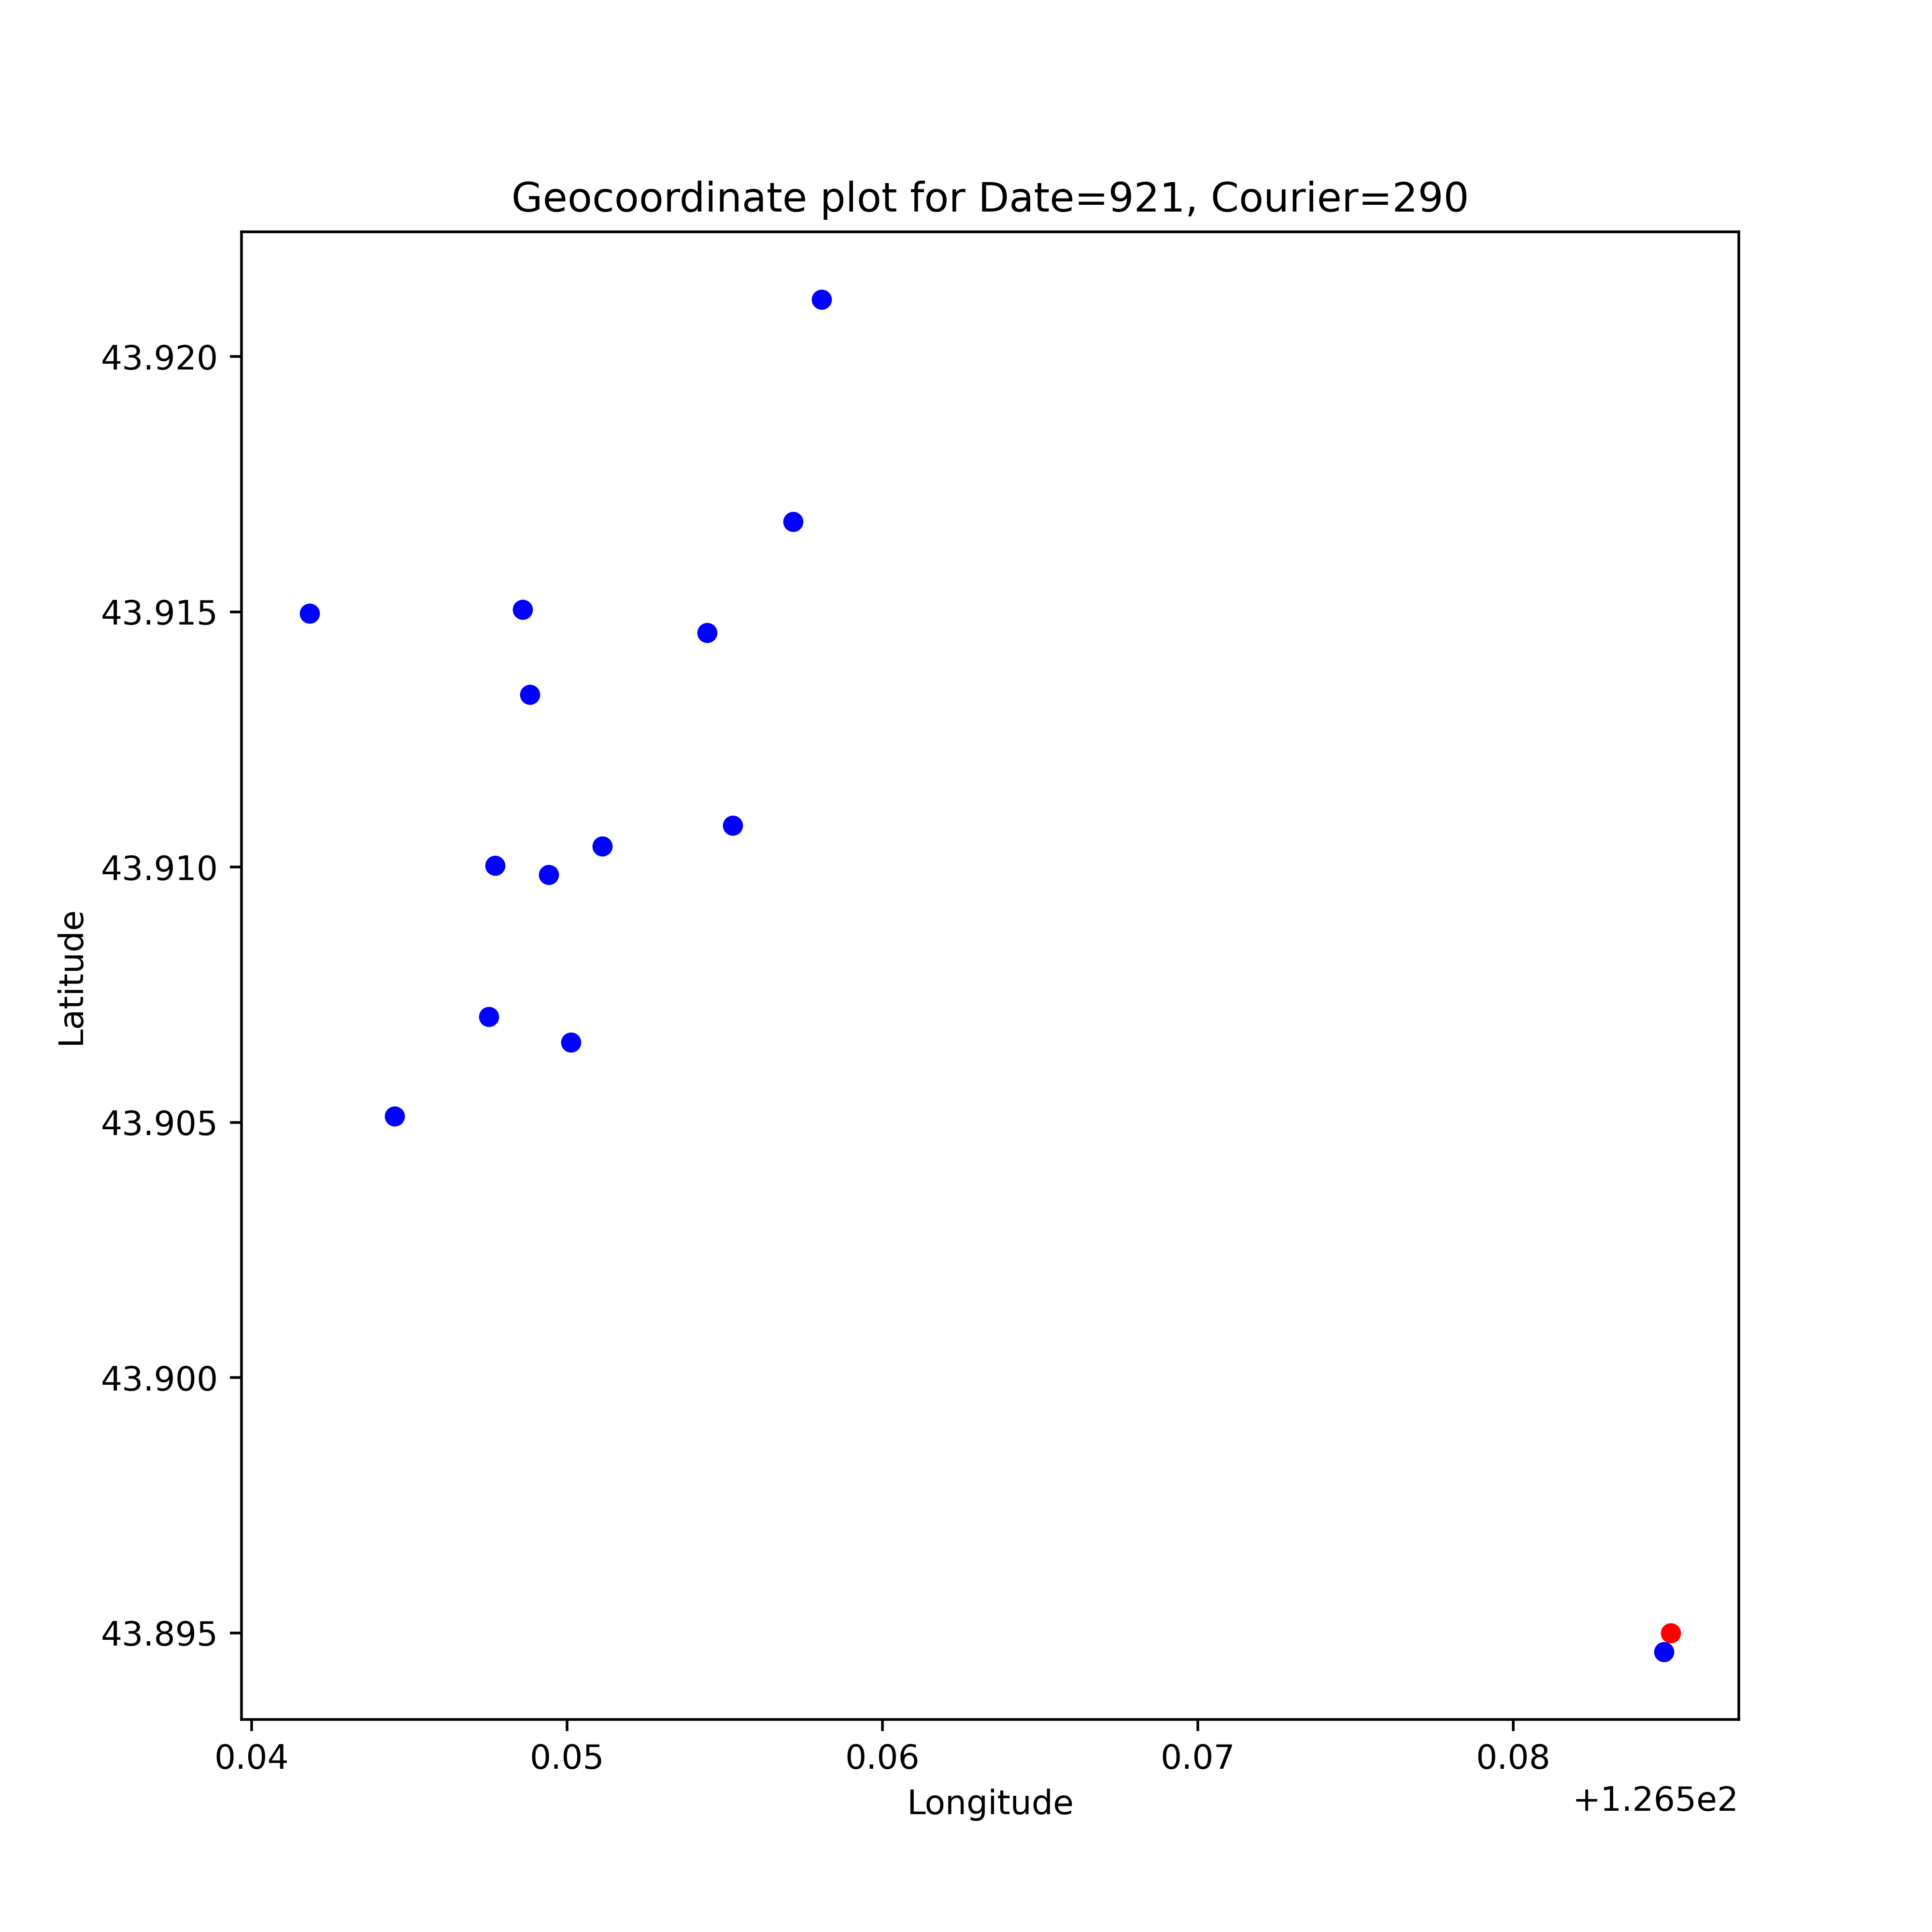 Geocoordinate plot for Date=921, Courier=290
43.920
43.915
43.910
43.905
43.900
43.895
Latitude
0.04 0.05 0.06 0.07 0.08
Longitude
+1.265e2